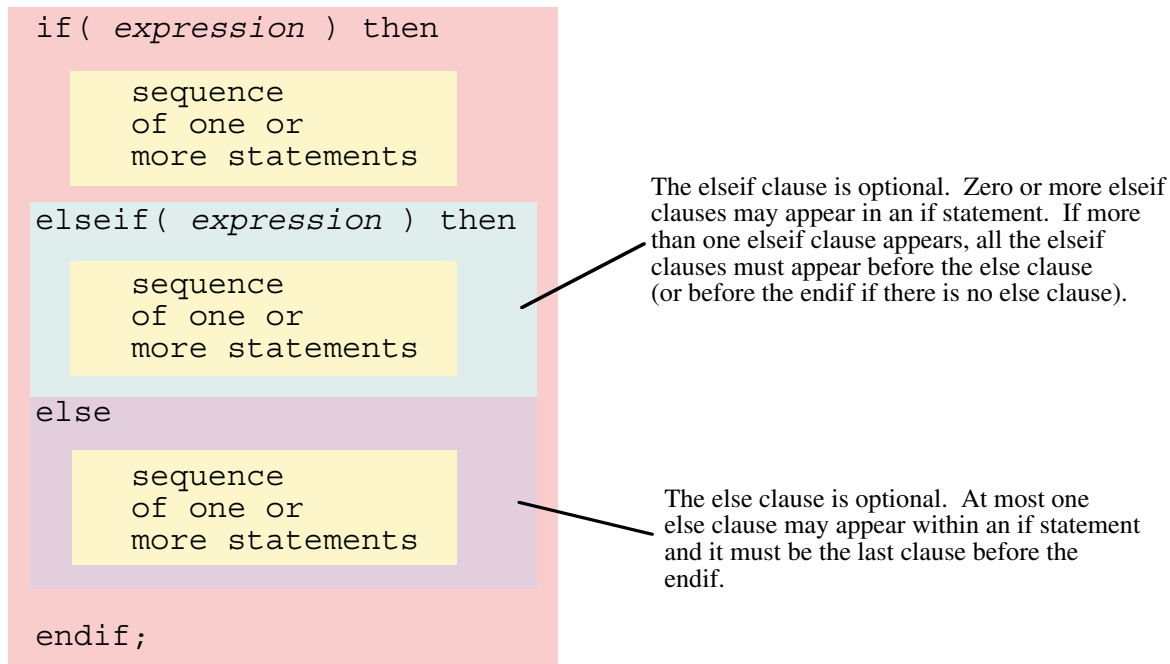 if( expression ) then
sequence
of one or
more statements
elseif( expression ) then
sequence
of one or
more statements
else
sequence
of one or
more statements
endif;
The elseif clause is optional. Zero or more elseif
clauses may appear in an if statement. If more
than one elseif clause appears, all the elseif
clauses must appear before the else clause
(or before the endif if there is no else clause).
The else clause is optional. At most one
else clause may appear within an if statement
and it must be the last clause before the
endif.